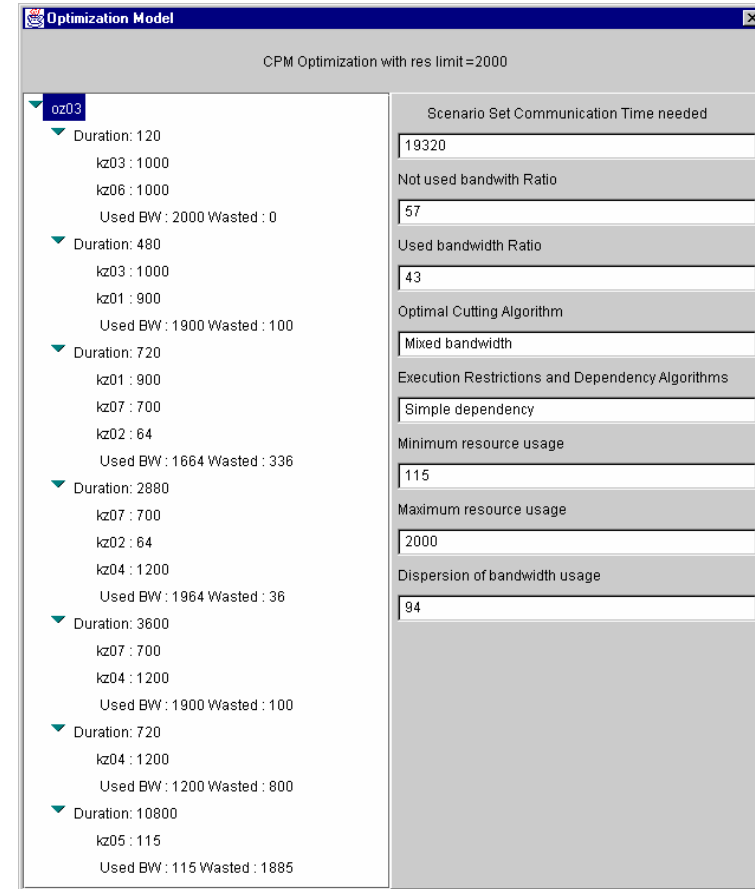 Optimization Model
CPM Optimization with res limit=2000
oz03
Duration: 120
kz03 : 1000
kz06 : 1000
Used BW : 2000 Wasted : 0
Duration: 480
kz03 : 1000
kz01 : 900
Used BW : 1900 Wasted : 100
Duration: 720
kz01 : 900
kz07 : 700
kz02 : 64
Used BW : 1664 Wasted : 336
Duration: 2880
kz07 : 700
kz02 : 64
kz04 : 1200
Used BW : 1964 Wasted : 36
Duration: 3600
kz07 : 700
kz04 : 1200
Used BW : 1900 Wasted : 100
Duration: 720
kz04 : 1200
Used BW : 1200 Wasted : 800
Duration: 10800
kz05 : 115
Used BW : 115 Wasted : 1885
Scenario Set Communication Time needed
19320
Not used bandwith Ratio
57
Used bandwidth Ratio
43
Optimal Cutting Algorithm
Mixed bandwidth
Execution Restrictions and Dependency Algorithms
Simple dependency
Minimum resource usage
115
Maximum resource usage
2000
Dispersion of bandwidth usage
94